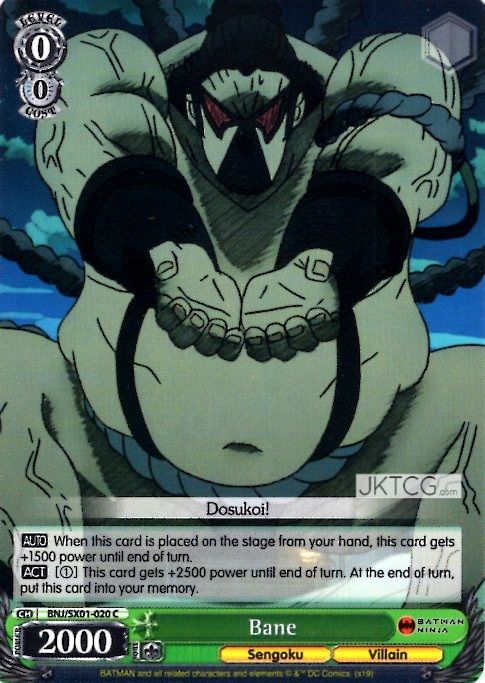 LEVEL
0
0
COST
JKTCG.com
Dosukoi!
AUTO When this card is placed on the stage from your hand, this card gets
+1500 power until end of turn.
ACT [①] This card gets +2500 power until end of turn. At the end of turn,
put this card into your memory.
CH BNJ/SX01-020 C
POWER
2000
SOUL
Bane
BATMAN
NINJA
Sengoku
Villain
BATMAN and all related characters and elements © & ™ DC Comics. (s19)